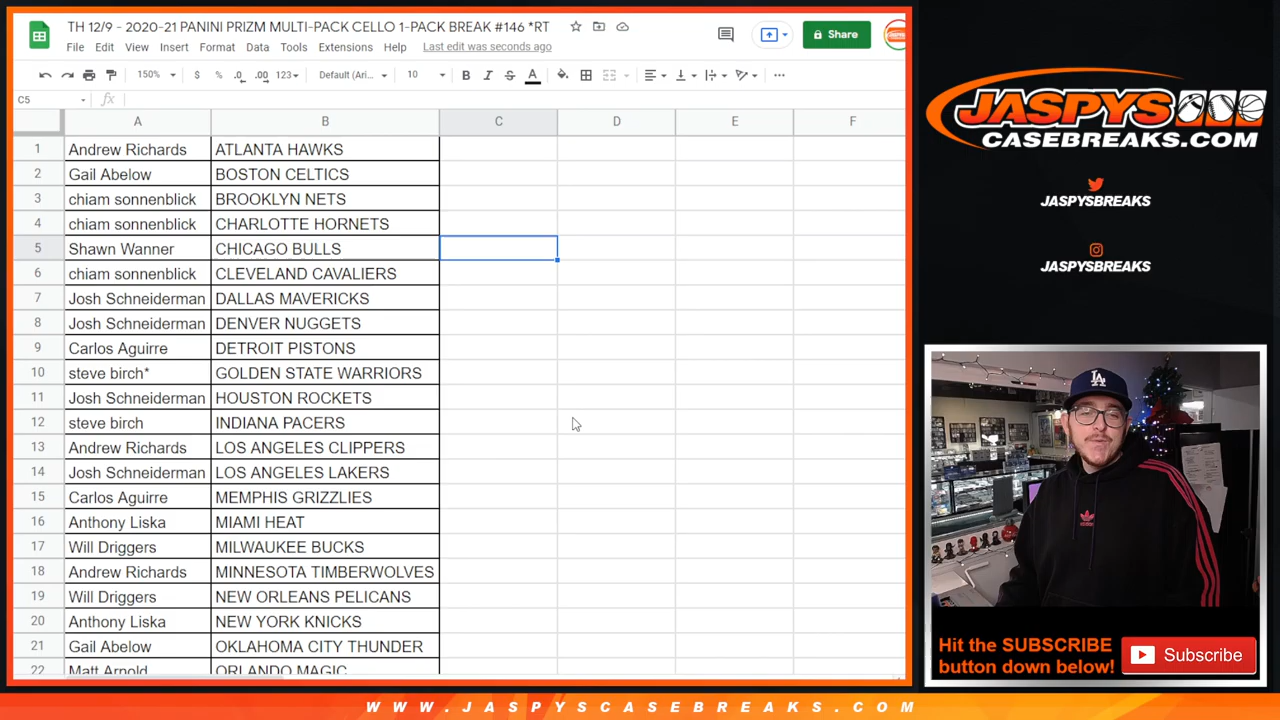 TH 12/9 - 2020-21 PANINI PRIZM MULTI-PACK CELLO 1-PACK BREAK #146 *RT
File Edit View Insert Format Data Tools Extensions Help Last edit was seconds ago
Share
150% $ % .0 .00 123 Default (Ari... 10 B I S A
C5 fx
A B C D E F
1 Andrew Richards ATLANTA HAWKS
2 Gail Abelow BOSTON CELTICS
3 chiam sonnenblick BROOKLYN NETS
4 chiam sonnenblick CHARLOTTE HORNETS
5 Shawn Wanner CHICAGO BULLS
6 chiam sonnenblick CLEVELAND CAVALIERS
7 Josh Schneiderman DALLAS MAVERICKS
8 Josh Schneiderman DENVER NUGGETS
9 Carlos Aguirre DETROIT PISTONS
10 steve birch* GOLDEN STATE WARRIORS
11 Josh Schneiderman HOUSTON ROCKETS
12 steve birch INDIANA PACERS
13 Andrew Richards LOS ANGELES CLIPPERS
14 Josh Schneiderman LOS ANGELES LAKERS
15 Carlos Aguirre MEMPHIS GRIZZLIES
16 Anthony Liska MIAMI HEAT
17 Will Driggers MILWAUKEE BUCKS
18 Andrew Richards MINNESOTA TIMBERWOLVES
19 Will Driggers NEW ORLEANS PELICANS
20 Anthony Liska NEW YORK KNICKS
21 Gail Abelow OKLAHOMA CITY THUNDER
22 Matt Arnold ORLANDO MAGIC
JASPYS
CASEBREAKS.COM
JASPYSBREAKS
JASPYSBREAKS
LA
adidas
Hit the SUBSCRIBE
button down below!
Subscribe
WWW.JASPYSCASEBREAKS.COM